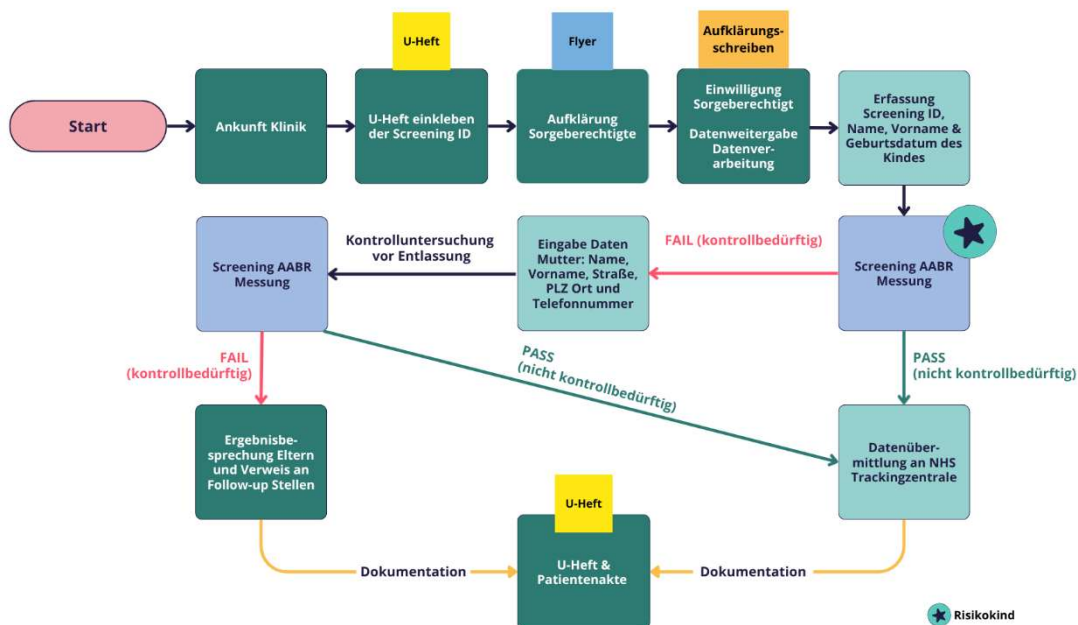 U-Heft
Flyer
Aufklärungs-
schreiben
Start
Ankunft Klinik
U-Heft einkleben
der Screening ID
Aufklärung
Sorgeberechtigte
Einwilligung
Sorgeberechtigt
Datenweitergabe
Datenver-
arbeitung
Erfassung
Screening ID,
Name, Vorname &
Geburtsdatum des
Kindes
Screening AABR
Messung
Kontrolluntersuchung
vor Entlassung
Eingabe Daten
Mutter: Name,
Vorname, Straße,
PLZ Ort und
Telefonnummer
FAIL (kontrollbedürftig)
Screening AABR
Messung
FAIL
(kontrollbedürftig)
PASS
(nicht kontrollbedürftig)
PASS
(nicht kontrollbedürftig)
Ergebnisbe-
sprechung Eltern
und Verweis an
Follow-up Stellen
Datenüber-
mittlung an NHS
Trackingzentrale
U-Heft
Dokumentation
U-Heft &
Patientenakte
Dokumentation
Risikokind